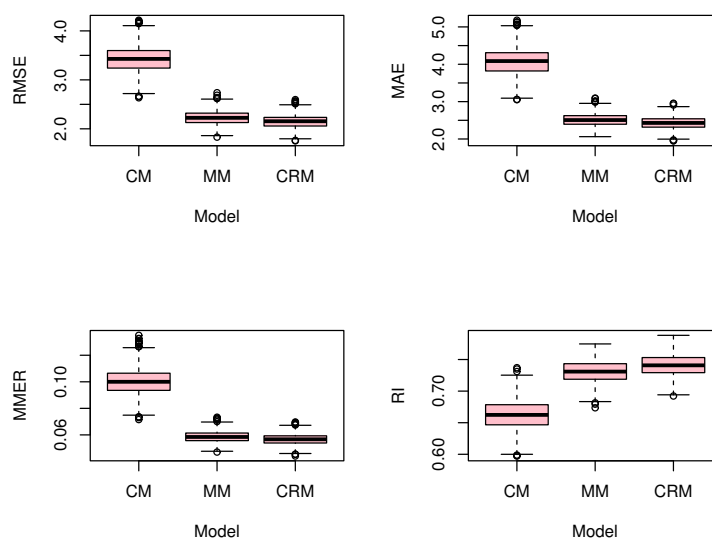 RMSE
4.0
3.0
2.0
CM MM CRM
Model
MAE
5.0
4.0
3.0
2.0
CM MM CRM
Model
MMER
0.10
0.06
CM MM CRM
Model
RI
0.70
0.60
CM MM CRM
Model